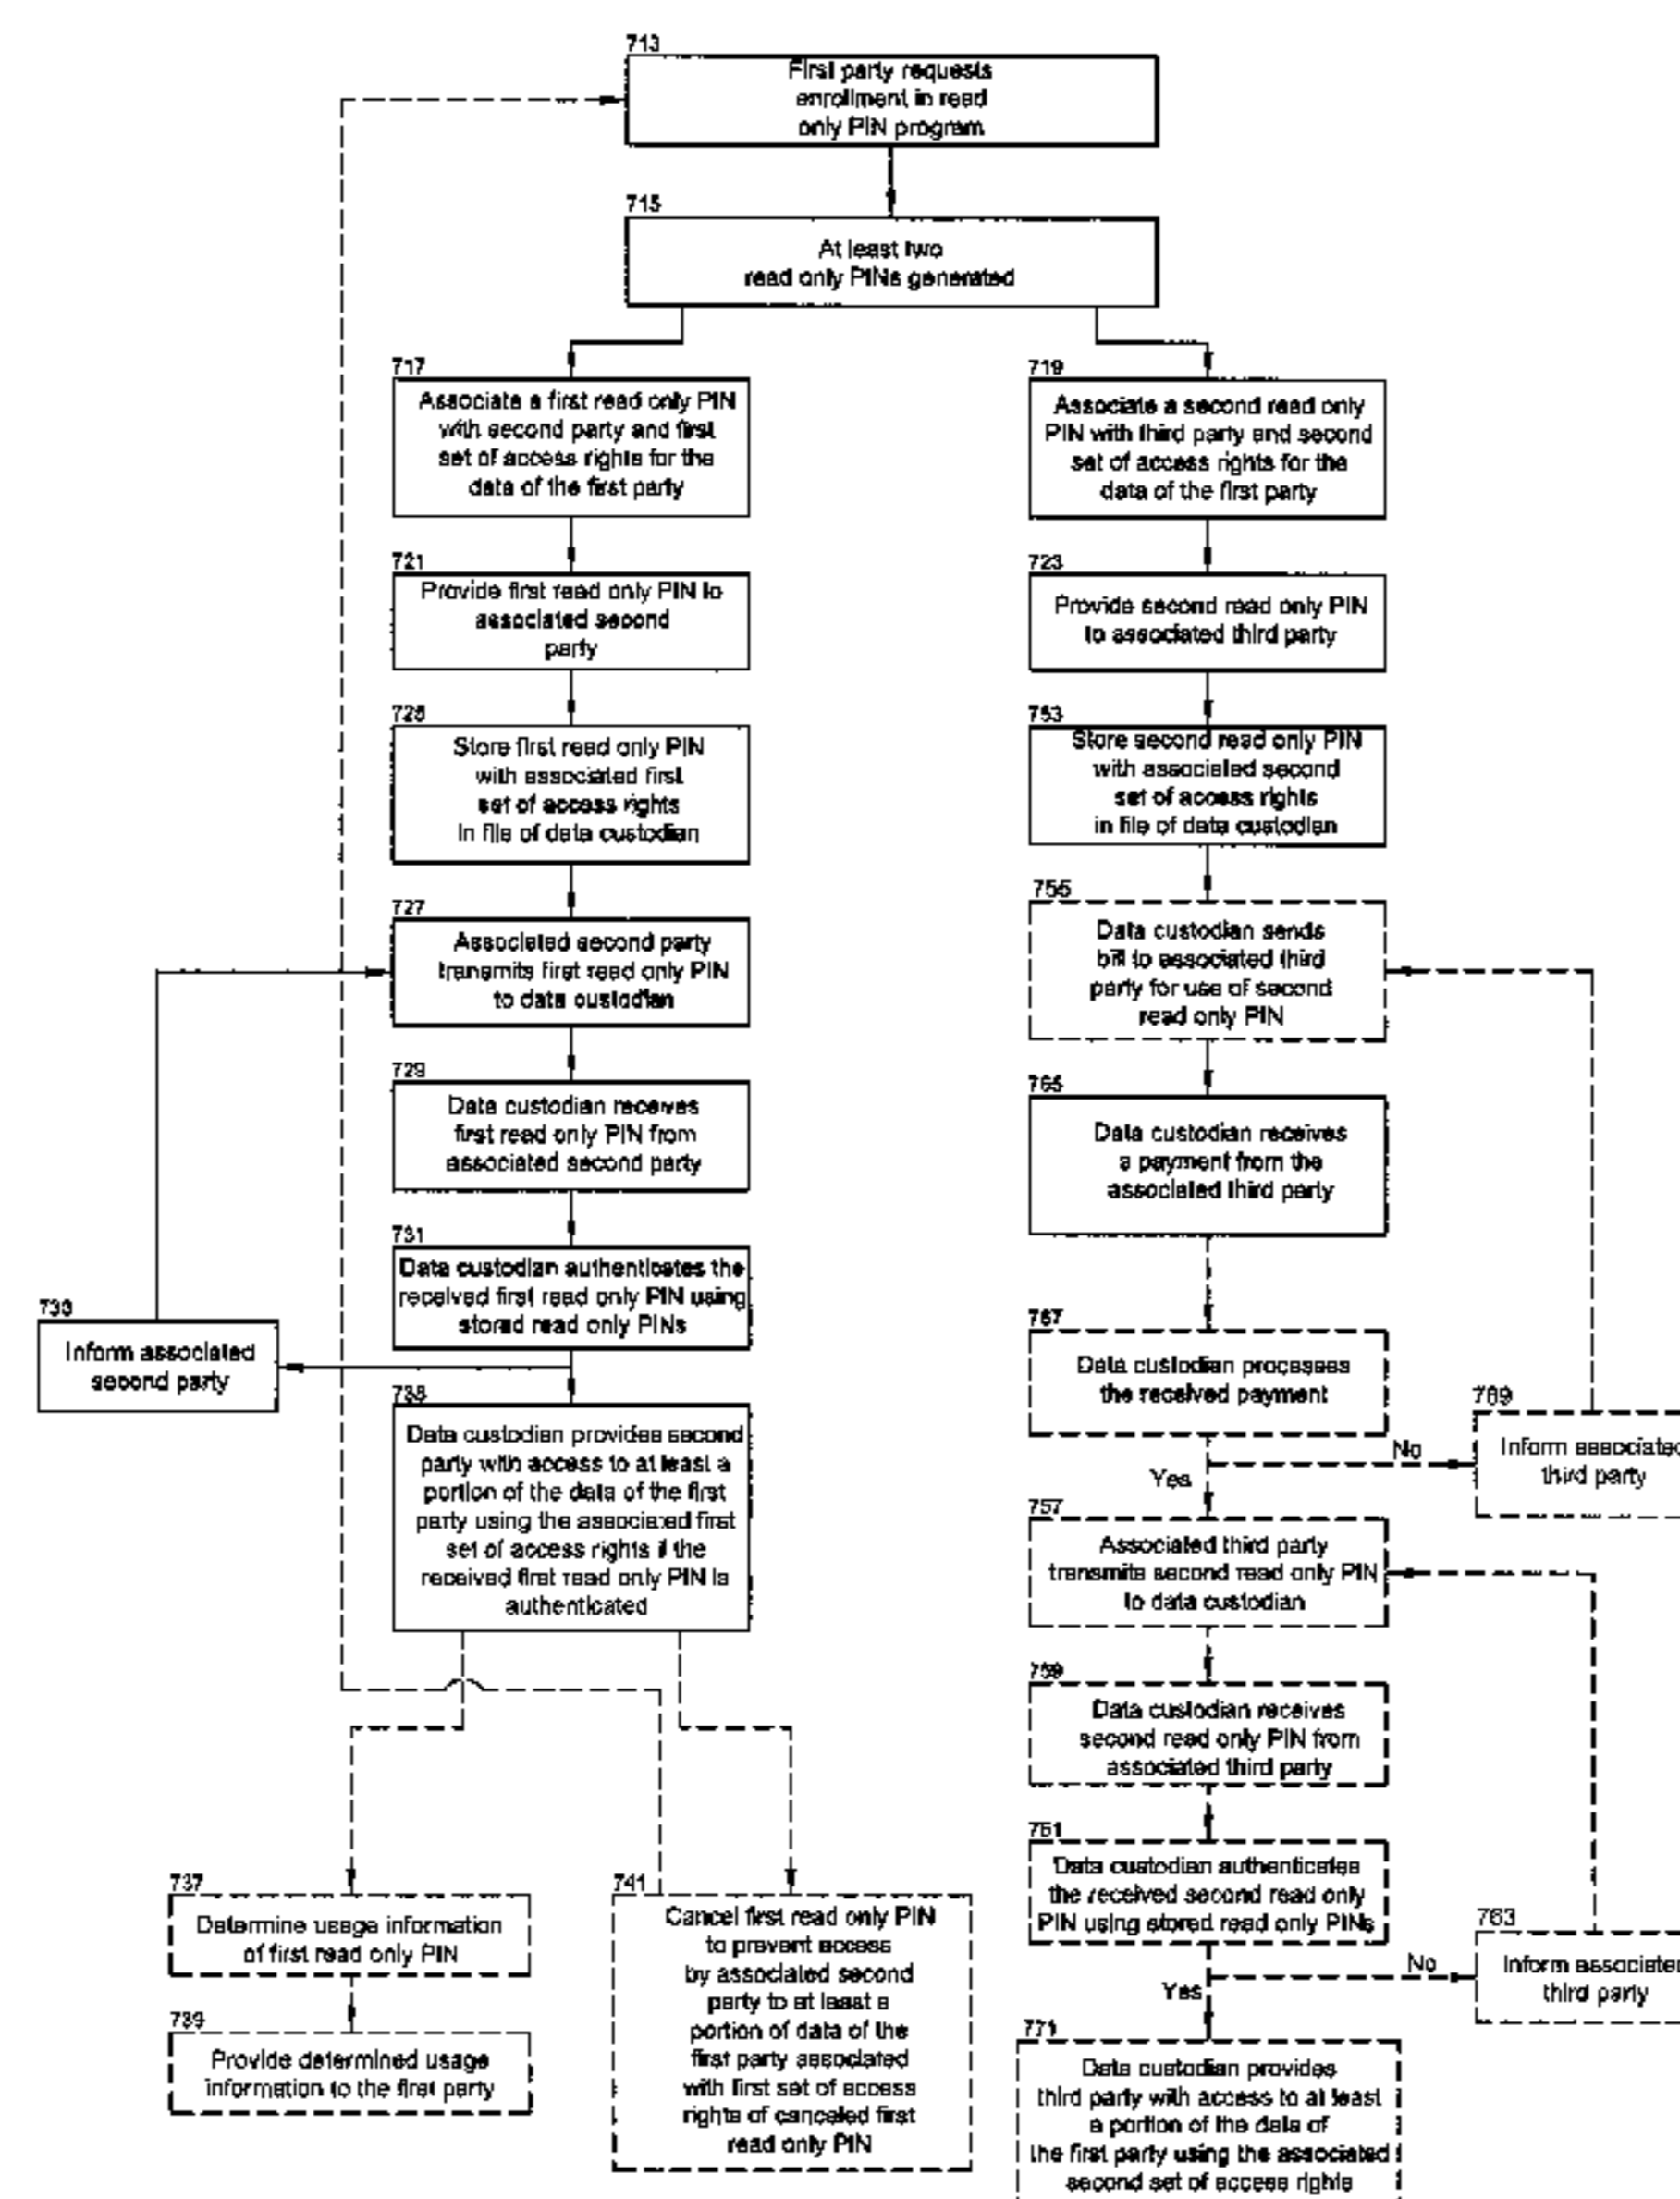 713
First party requests
enrollment in read
only PIN program
715
At least two
read only PINs generated
717
Associate a first read only PIN
with second party and first
set of access rights for the
data of the first party
719
Associate a second read only
PIN with third party and second
set of access rights for the
data of the first party
721
Provide first read only PIN to
associated second
party
723
Provide second read only PIN
to associated third party
725
Store first read only PIN
with associated first
set of access rights
in file of data custodian
753
Store second read only PIN
with associated second
set of access rights
in file of data custodian
727
Associated second party
transmits first read only PIN
to data custodian
755
Data custodian sends
bill to associated third
party for use of second
read only PIN
729
Data custodian receives
first read only PIN from
associated second party
765
Data custodian receives
a payment from the
associated third party
731
Data custodian authenticates the
received first read only PIN using
stored read only PINs
733
Inform associated
second party
767
Data custodian processes
the received payment
No
Yes
769
Inform associated
third party
735
Data custodian provides second
party with access to at least a
portion of the data of the first
party using the associated first
set of access rights if the
received first read only PIN is
authenticated
757
Associated third party
transmits second read only PIN
to data custodian
759
Data custodian receives
second read only PIN from
associated third party
761
Data custodian authenticates
the received second read only
PIN using stored read only PINs
No
Yes
763
Inform associated
third party
737
Determine usage information
of first read only PIN
739
Provide determined usage
information to the first party
741
Cancel first read only PIN
to prevent access
by associated second
party to at least a
portion of data of the
first party associated
with first set of access
rights of canceled first
read only PIN
771
Data custodian provides
third party with access to at least
a portion of the data of
the first party using the associated
second set of access rights